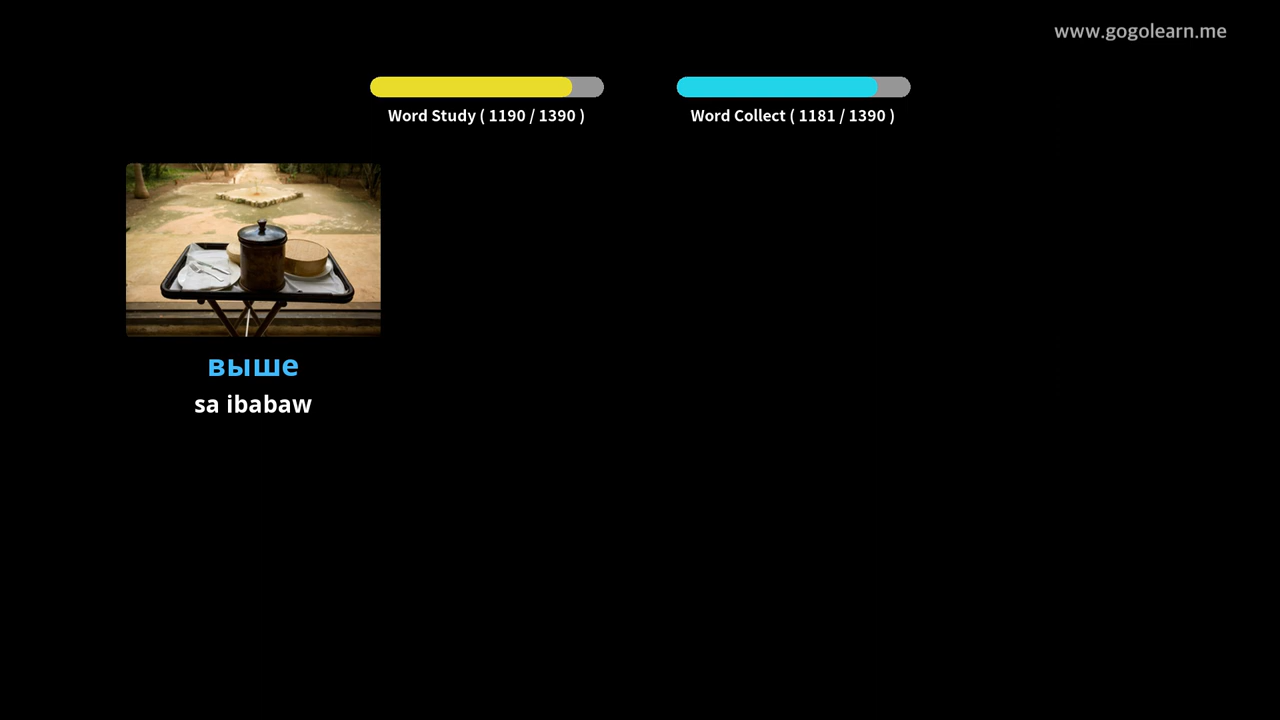 www.gogolearn.me
Word Study ( 1190 / 1390 )
Word Collect ( 1181 / 1390 )
выше
sa ibabaw